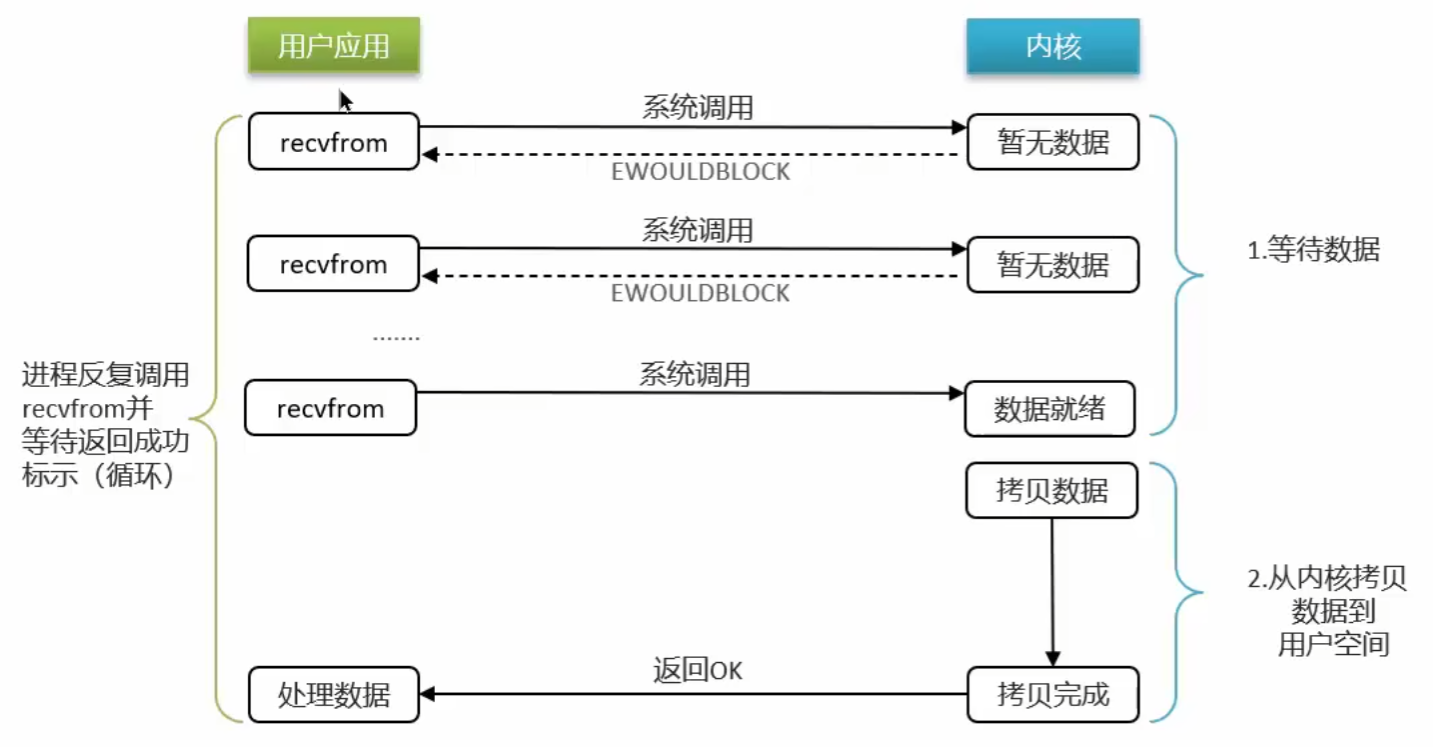 用户应用
内核
系统调用
recvfrom
暂无数据
EWOULDBLOCK
系统调用
recvfrom
暂无数据
EWOULDBLOCK
1.等待数据
.......
系统调用
recvfrom
数据就绪
进程反复调用
recvfrom并
等待返回成功
标示（循环）
拷贝数据
2.从内核拷贝
数据到
用户空间
返回OK
处理数据
拷贝完成